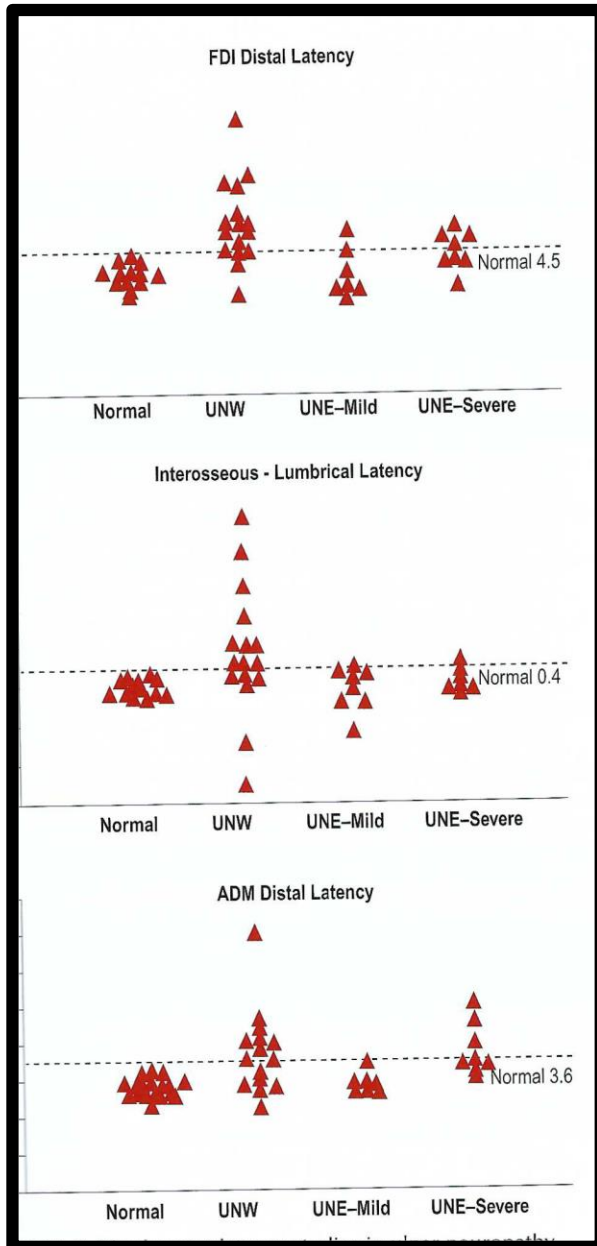 FDI Distal Latency
Normal 4.5
Normal UNW UNE–Mild UNE–Severe
Interosseous - Lumbrical Latency
Normal 0.4
Normal UNW UNE–Mild UNE–Severe
ADM Distal Latency
Normal 3.6
Normal UNW UNE–Mild UNE–Severe